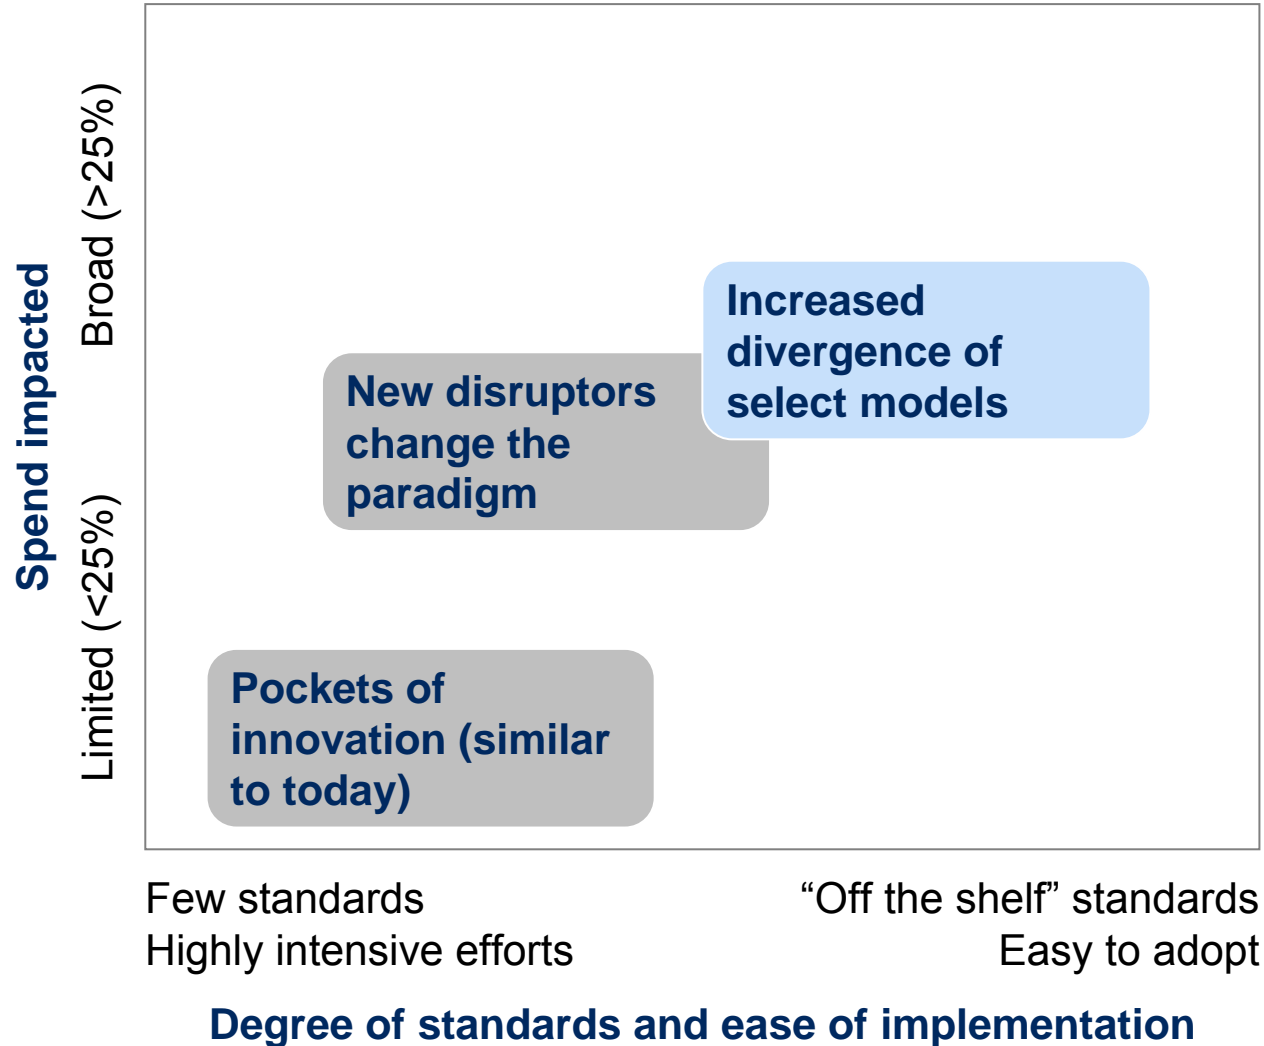 Spend impacted
Broad (>25%)
Limited (<25%)
Increased
divergence of
select models
New disruptors
change the
paradigm
Pockets of
innovation (similar
to today)
Few standards
Highly intensive efforts
“Off the shelf” standards
Easy to adopt
Degree of standards and ease of implementation